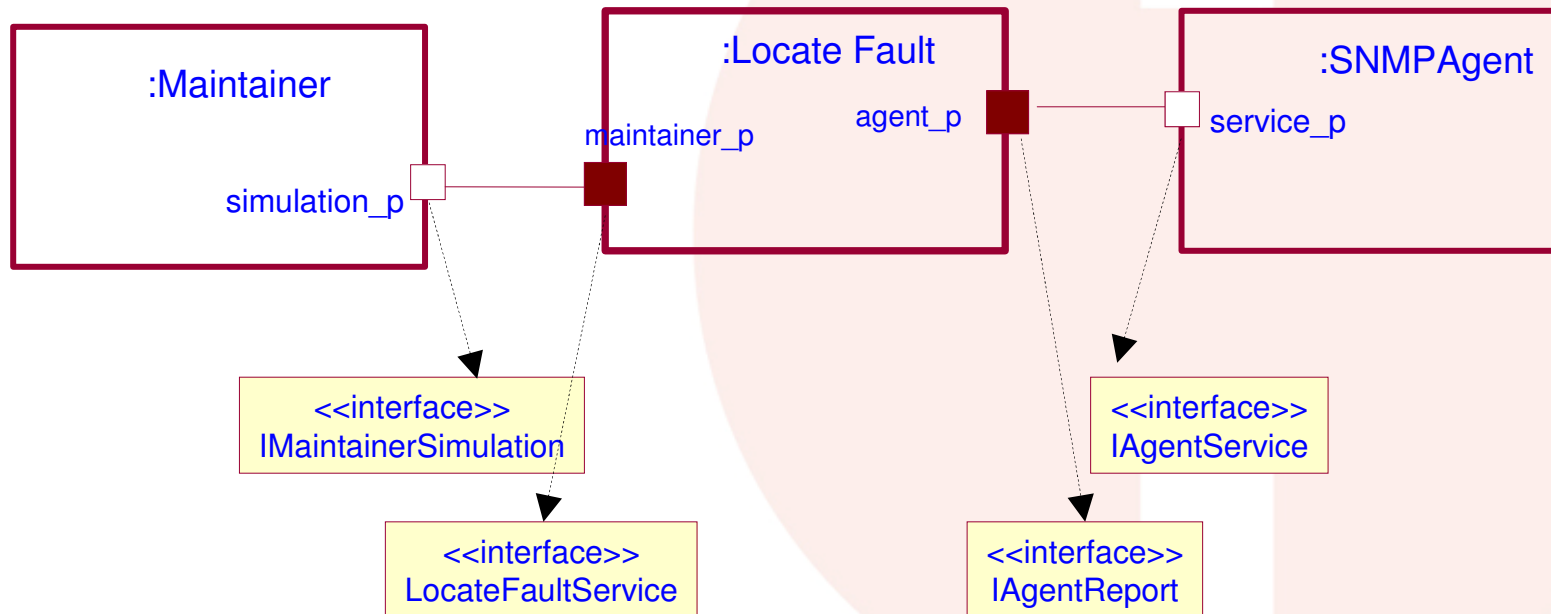 :Maintainer
:Locate Fault
:SNMPAgent
simulation_p
maintainer_p
agent_p
service_p
<<interface>>
IMaintainerSimulation
<<interface>>
IAgentService
<<interface>>
LocateFaultService
<<interface>>
IAgentReport